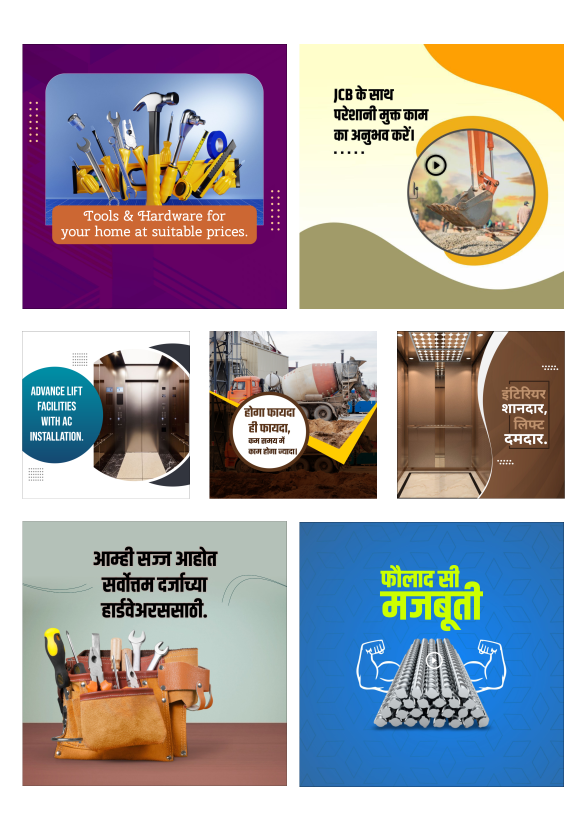 Tools & Hardware for
your home at suitable prices.
JCB के साथ
परेशानी मुक्त काम
का अनुभव करें।
ADVANCE LIFT
FACILITIES
WITH AC
INSTALLATION.
होगा फायदा
ही फायदा,
कम समय में
काम होगा ज्यादा।
इंटिरियर
शानदार,
लिफ्ट
दमदार.
आम्ही सज्ज आहोत
सर्वोत्तम दर्जाच्या
हार्डवेअरससाठी.
फौलाद सी
मजबूती